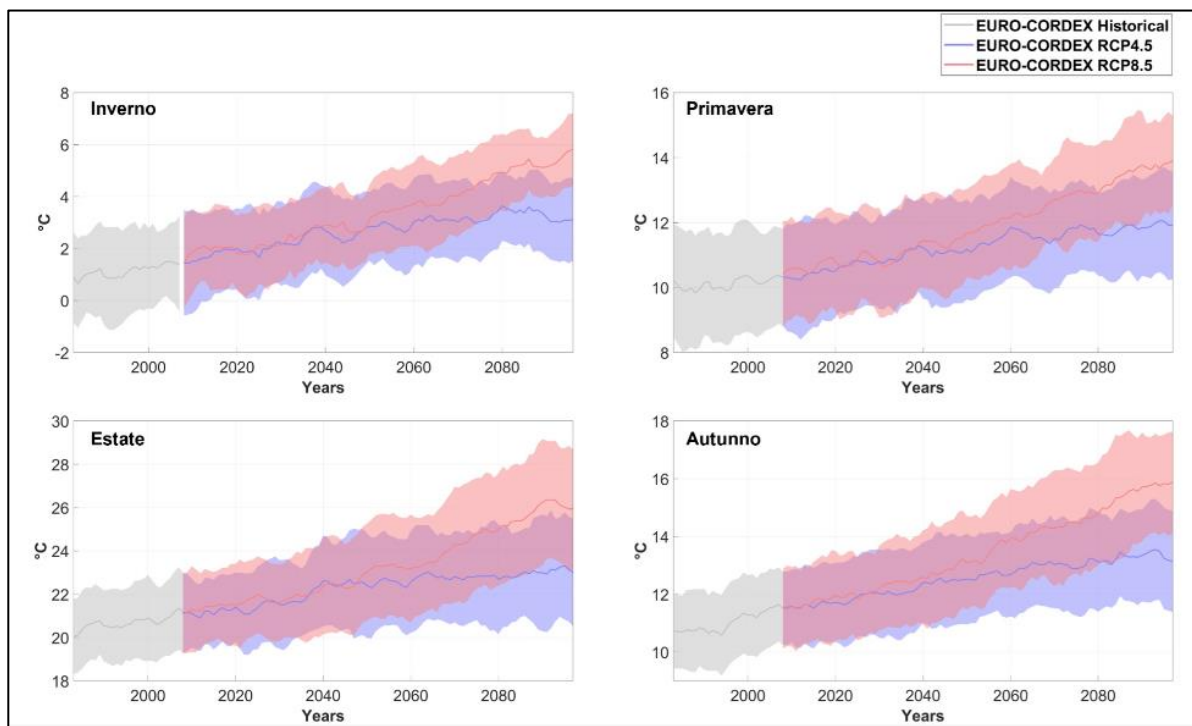 EURO-CORDEX Historical
EURO-CORDEX RCP4.5
EURO-CORDEX RCP8.5
Inverno
8
6
4
2
0
-2
°C
2000 2020 2040 2060 2080
Years
Primavera
16
14
12
10
8
°C
2000 2020 2040 2060 2080
Years
Estate
30
28
26
24
22
20
18
°C
2000 2020 2040 2060 2080
Years
Autunno
18
16
14
12
10
°C
2000 2020 2040 2060 2080
Years